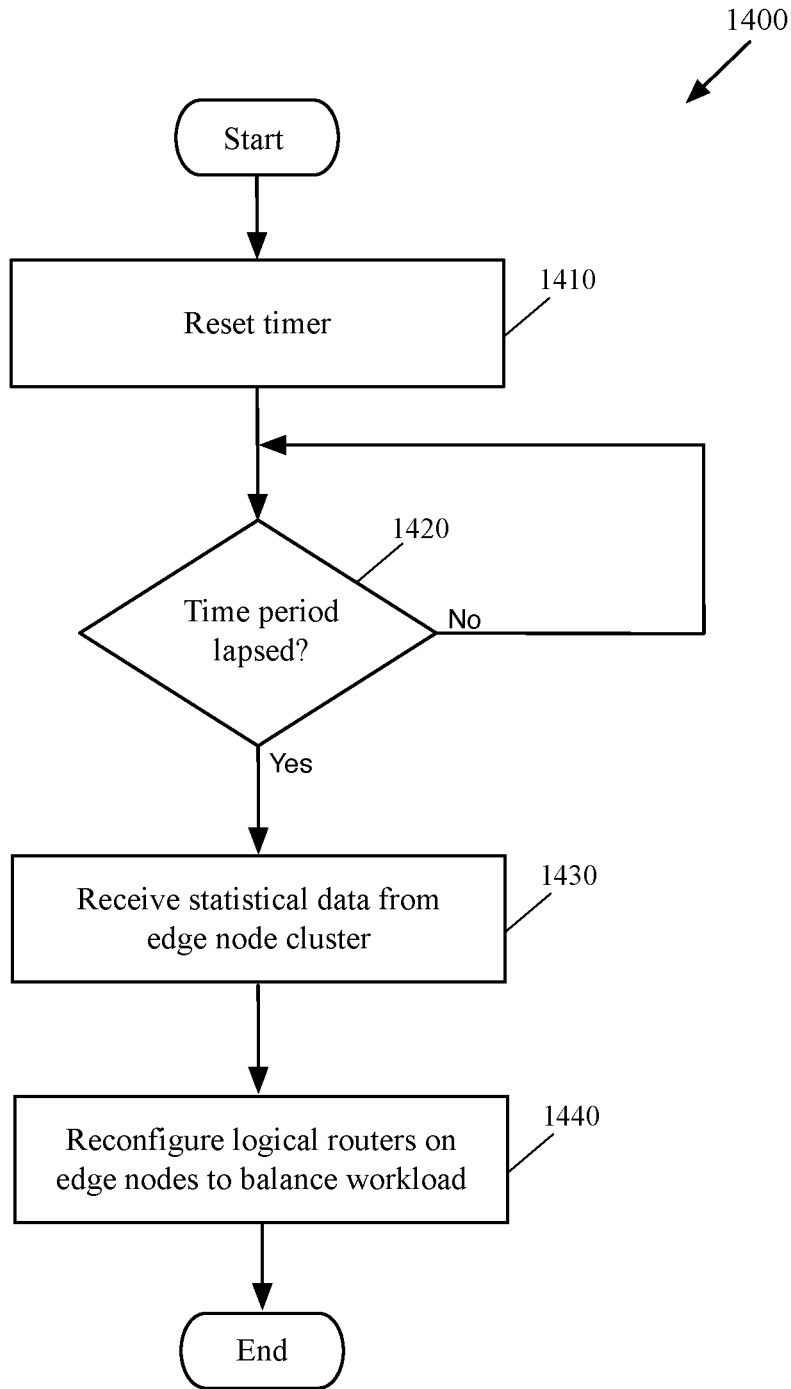 1400
Start
1410
Reset timer
1420
Time period
lapsed?
No
Yes
1430
Receive statistical data from
edge node cluster
1440
Reconfigure logical routers on
edge nodes to balance workload
End